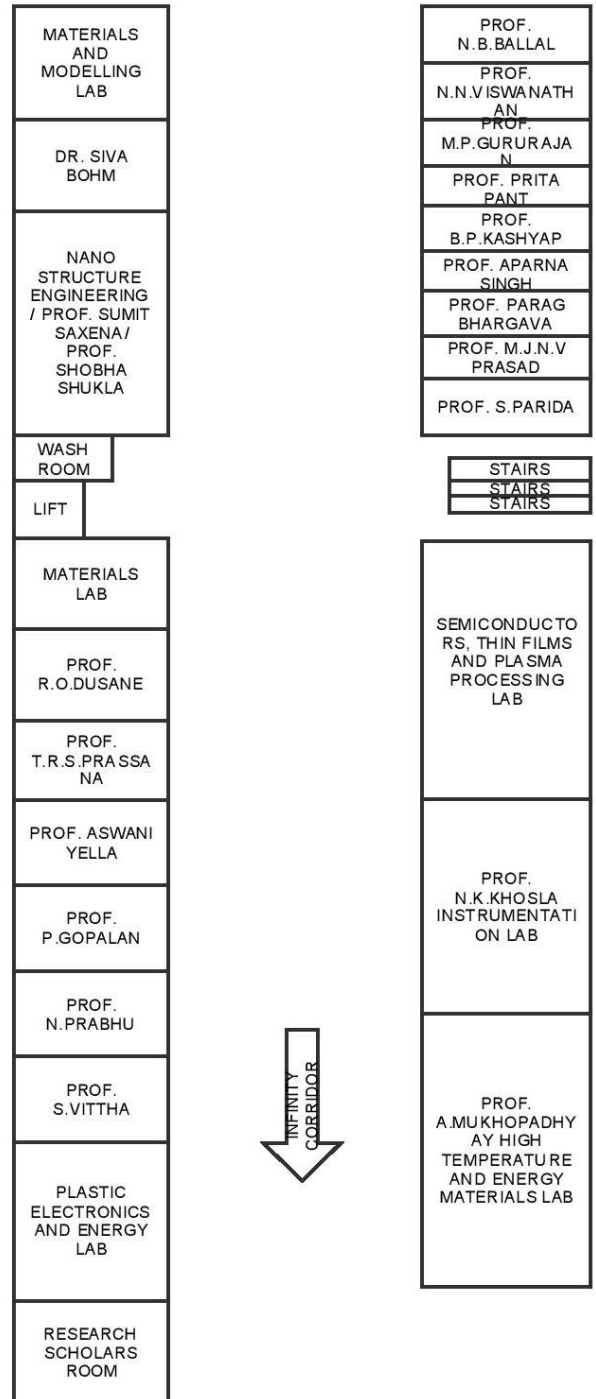 MATERIALS
AND
MODELLING
LAB
DR. SIVA
BOHM
NANO
STRUCTURE
ENGINEERING
/ PROF. SUMIT
SAXENA/
PROF.
SHOBHA
SHUKLA
WASH
ROOM
LIFT
MATERIALS
LAB
PROF.
R.O.DUSANE
PROF.
T.R.S.PRASSA
NA
PROF. ASWANI
YELLA
PROF.
P.GOPALAN
PROF.
N.PRABHU
PROF.
S.VITTHA
PLASTIC
ELECTRONICS
AND ENERGY
LAB
RESEARCH
SCHOLARS
ROOM
INFINITY
CORRIDOR
PROF.
N.B.BALLAL
PROF.
N.N.VISWANATH
AN
PROF.
M.P.GURURAJA
N
PROF. PRITA
PANT
PROF.
B.P.KASHYAP
PROF. APARNA
SINGH
PROF. PARAG
BHARGAVA
PROF. M.J.N.V
PRASAD
PROF. S.PARIDA
STAIRS
STAIRS
STAIRS
SEMICONDUCTO
RS, THIN FILMS
AND PLASMA
PROCESSING
LAB
PROF.
N.K.KHOSLA
INSTRUMENTATI
ON LAB
PROF.
A.MUKHOPADHY
AY HIGH
TEMPERATURE
AND ENERGY
MATERIALS LAB